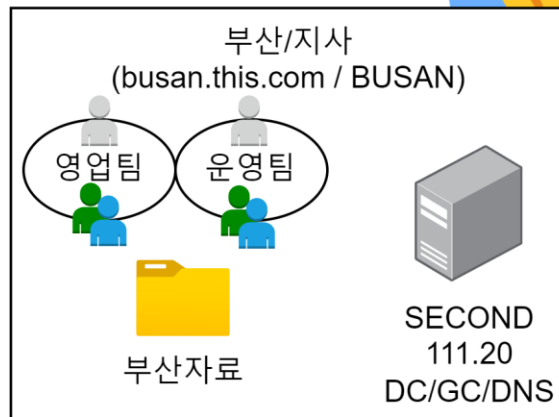 부산/지사
(busan.this.com / BUSAN)
영업팀
운영팀
부산자료
SECOND
111.20
DC/GC/DNS